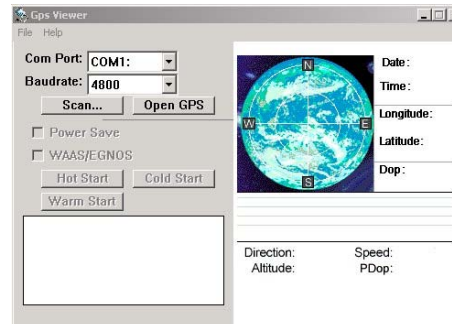 Gps Viewer
File Help
Com Port: COM1:
Baudrate: 4800
Scan... Open GPS
Power Save
WAAS/EGNOS
Hot Start Cold Start
Warm Start
N
W E
S
Date:
Time:
Longitude:
Latitude:
Dop:
Direction: Speed:
Altitude: PDop: